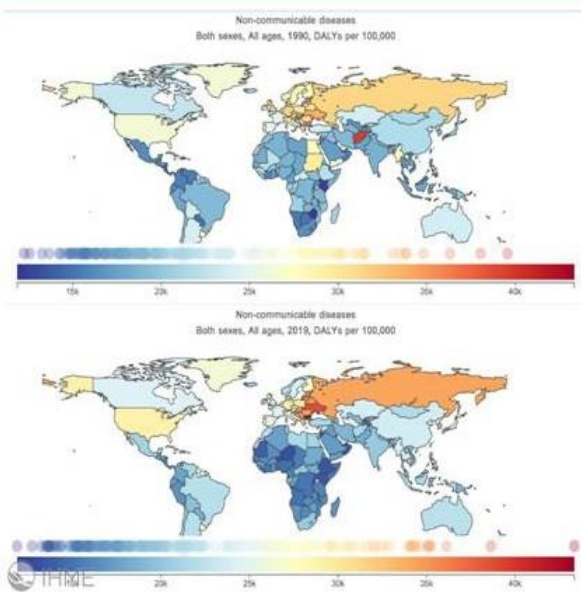 Non-communicable diseases
Both sexes, All ages, 1990, DALYs per 100,000
15k 20k 25k 30k 35k 40k
Non-communicable diseases
Both sexes, All ages, 2019, DALYs per 100,000
IHME
20k 25k 30k 35k 40k